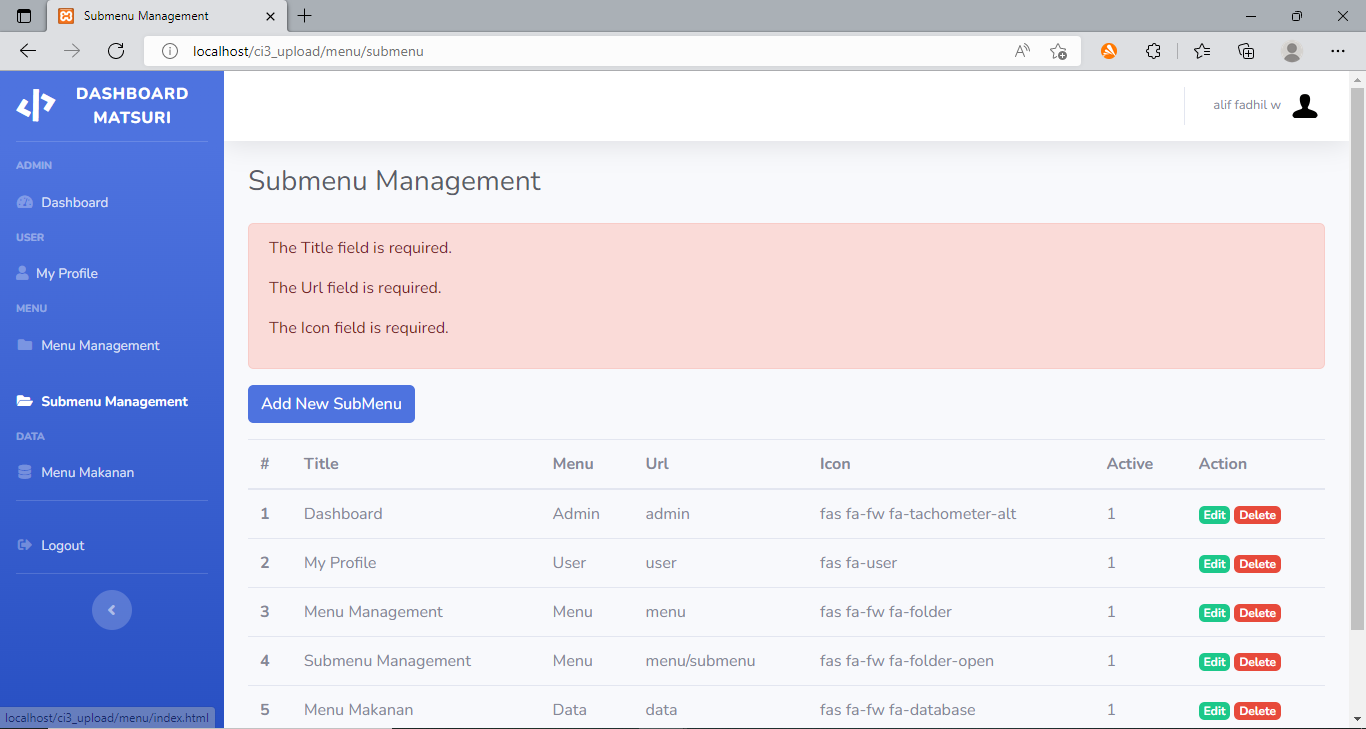 Submenu Management
localhost/ci3_upload/menu/submenu
DASHBOARD
MATSURI
alif fadhil w
ADMIN
Dashboard
USER
My Profile
MENU
Menu Management
Submenu Management
DATA
Menu Makanan
Logout
Submenu Management
The Title field is required.
The Url field is required.
The Icon field is required.
Add New SubMenu
# Title Menu Url Icon Active Action
1 Dashboard Admin admin fas fa-fw fa-tachometer-alt 1 Edit Delete
2 My Profile User user fas fa-user 1 Edit Delete
3 Menu Management Menu menu fas fa-fw fa-folder 1 Edit Delete
4 Submenu Management Menu menu/submenu fas fa-fw fa-folder-open 1 Edit Delete
5 Menu Makanan Data data fas fa-fw fa-database 1 Edit Delete
localhost/ci3_upload/menu/index.html